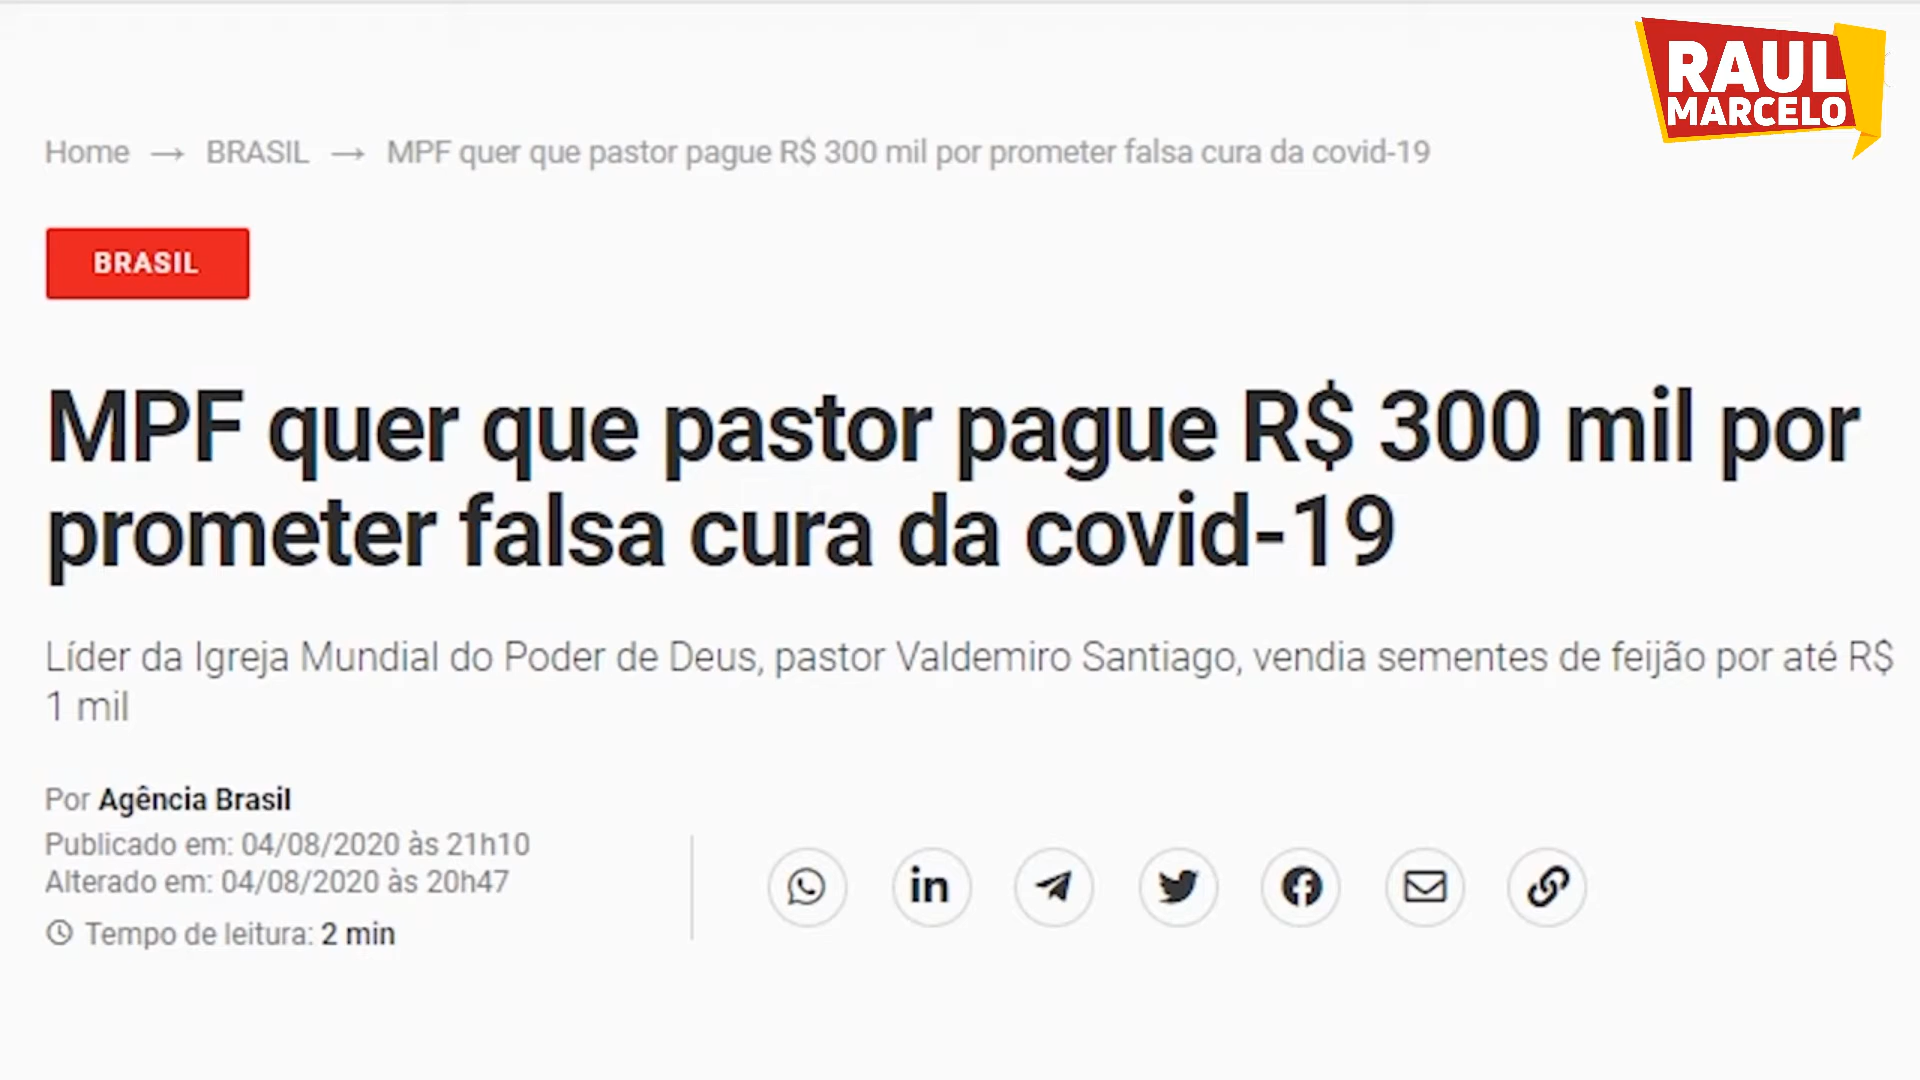 RAUL
MARCELO
Home → BRASIL → MPF quer que pastor pague R$ 300 mil por prometer falsa cura da covid-19
BRASIL
MPF quer que pastor pague R$ 300 mil por
prometer falsa cura da covid-19
Líder da Igreja Mundial do Poder de Deus, pastor Valdemiro Santiago, vendia sementes de feijão por até R$
1 mil
Por Agência Brasil
Publicado em: 04/08/2020 às 21h10
Alterado em: 04/08/2020 às 20h47
Tempo de leitura: 2 min